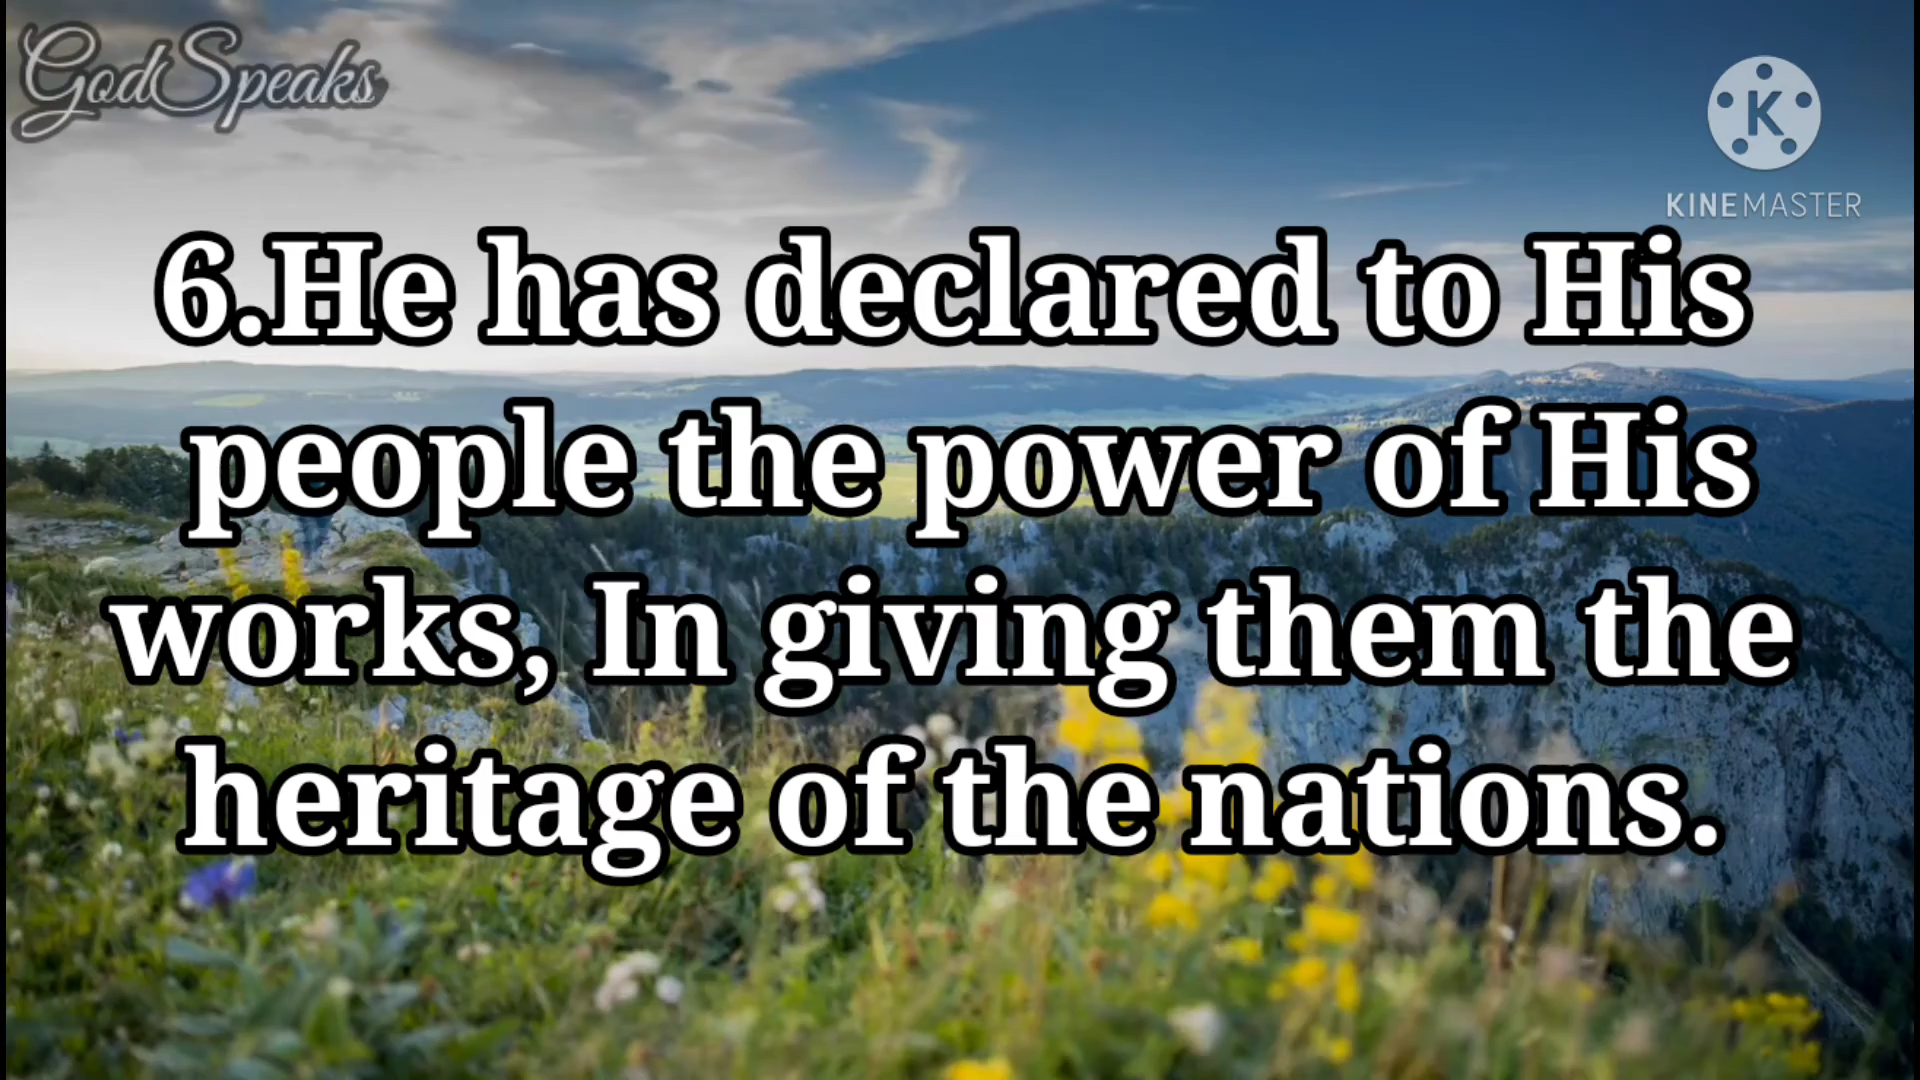 GodSpeaks
K
KINEMASTER
6.He has declared to His
people the power of His
works, In giving them the
heritage of the nations.